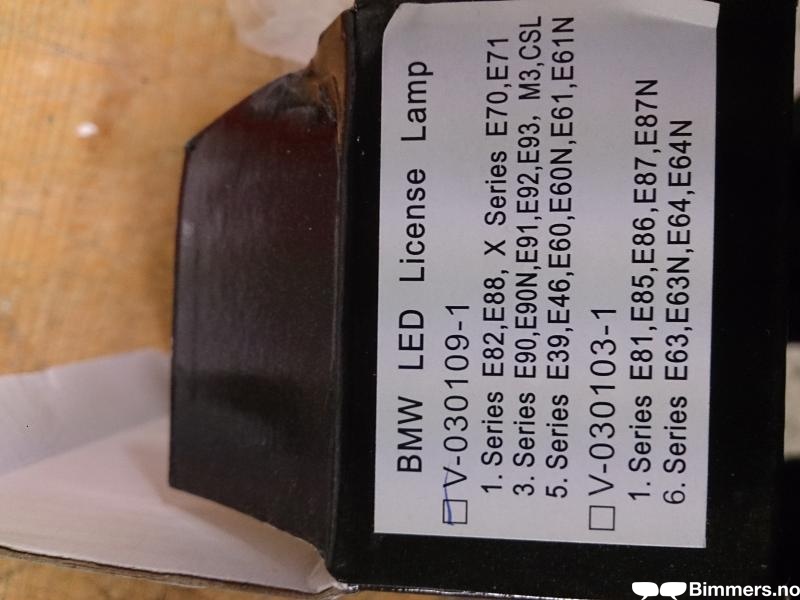 BMW LED License Lamp
V-030109-1
1. Series E82,E88, X Series E70,E71
3. Series E90,E90N,E91,E92,E93, M3,CSL
5. Series E39,E46,E60,E60N,E61,E61N
V-030103-1
1. Series E81,E85,E86,E87,E87N
6. Series E63,E63N,E64,E64N
Bimmers.no